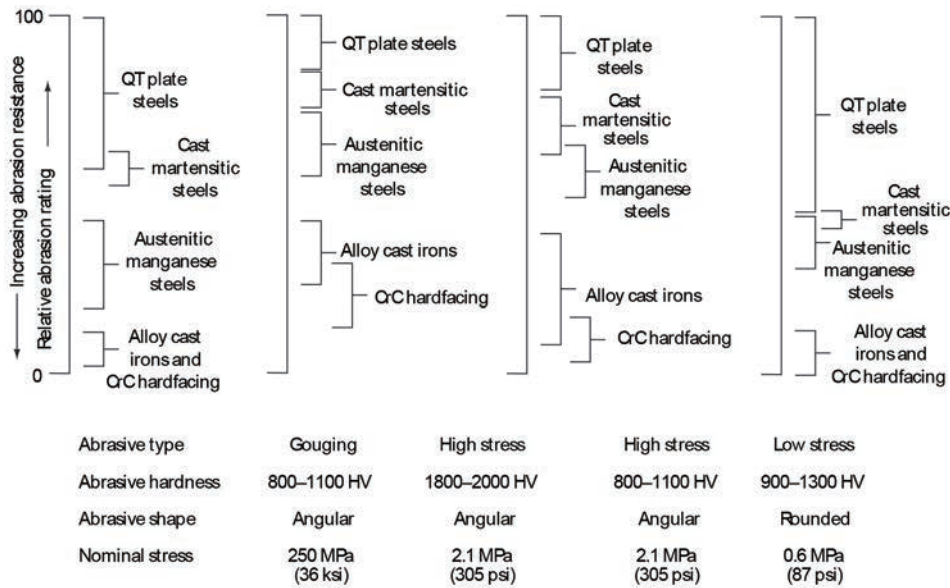 100
0
Increasing abrasion resistance
Relative abrasion rating
QT plate
steels
Cast
martensitic
steels
Austenitic
manganese
steels
Alloy cast
irons and
CrC hardfacing
QT plate steels
Cast martensitic
steels
Austenitic
manganese
steels
Alloy cast irons
CrC hardfacing
QT plate
steels
Cast
martensitic
steels
Austenitic
manganese steels
Alloy cast irons
CrC hardfacing
QT plate
steels
Cast
martensitic
steels
Austenitic
manganese steels
Alloy cast
irons and
CrC hardfacing
Abrasive type Gouging High stress High stress Low stress
Abrasive hardness 800–1100 HV 1800–2000 HV 800–1100 HV 900–1300 HV
Abrasive shape Angular Angular Angular Rounded
Nominal stress 250 MPa 2.1 MPa 2.1 MPa 0.6 MPa
(36 ksi) (305 psi) (305 psi) (87 psi)